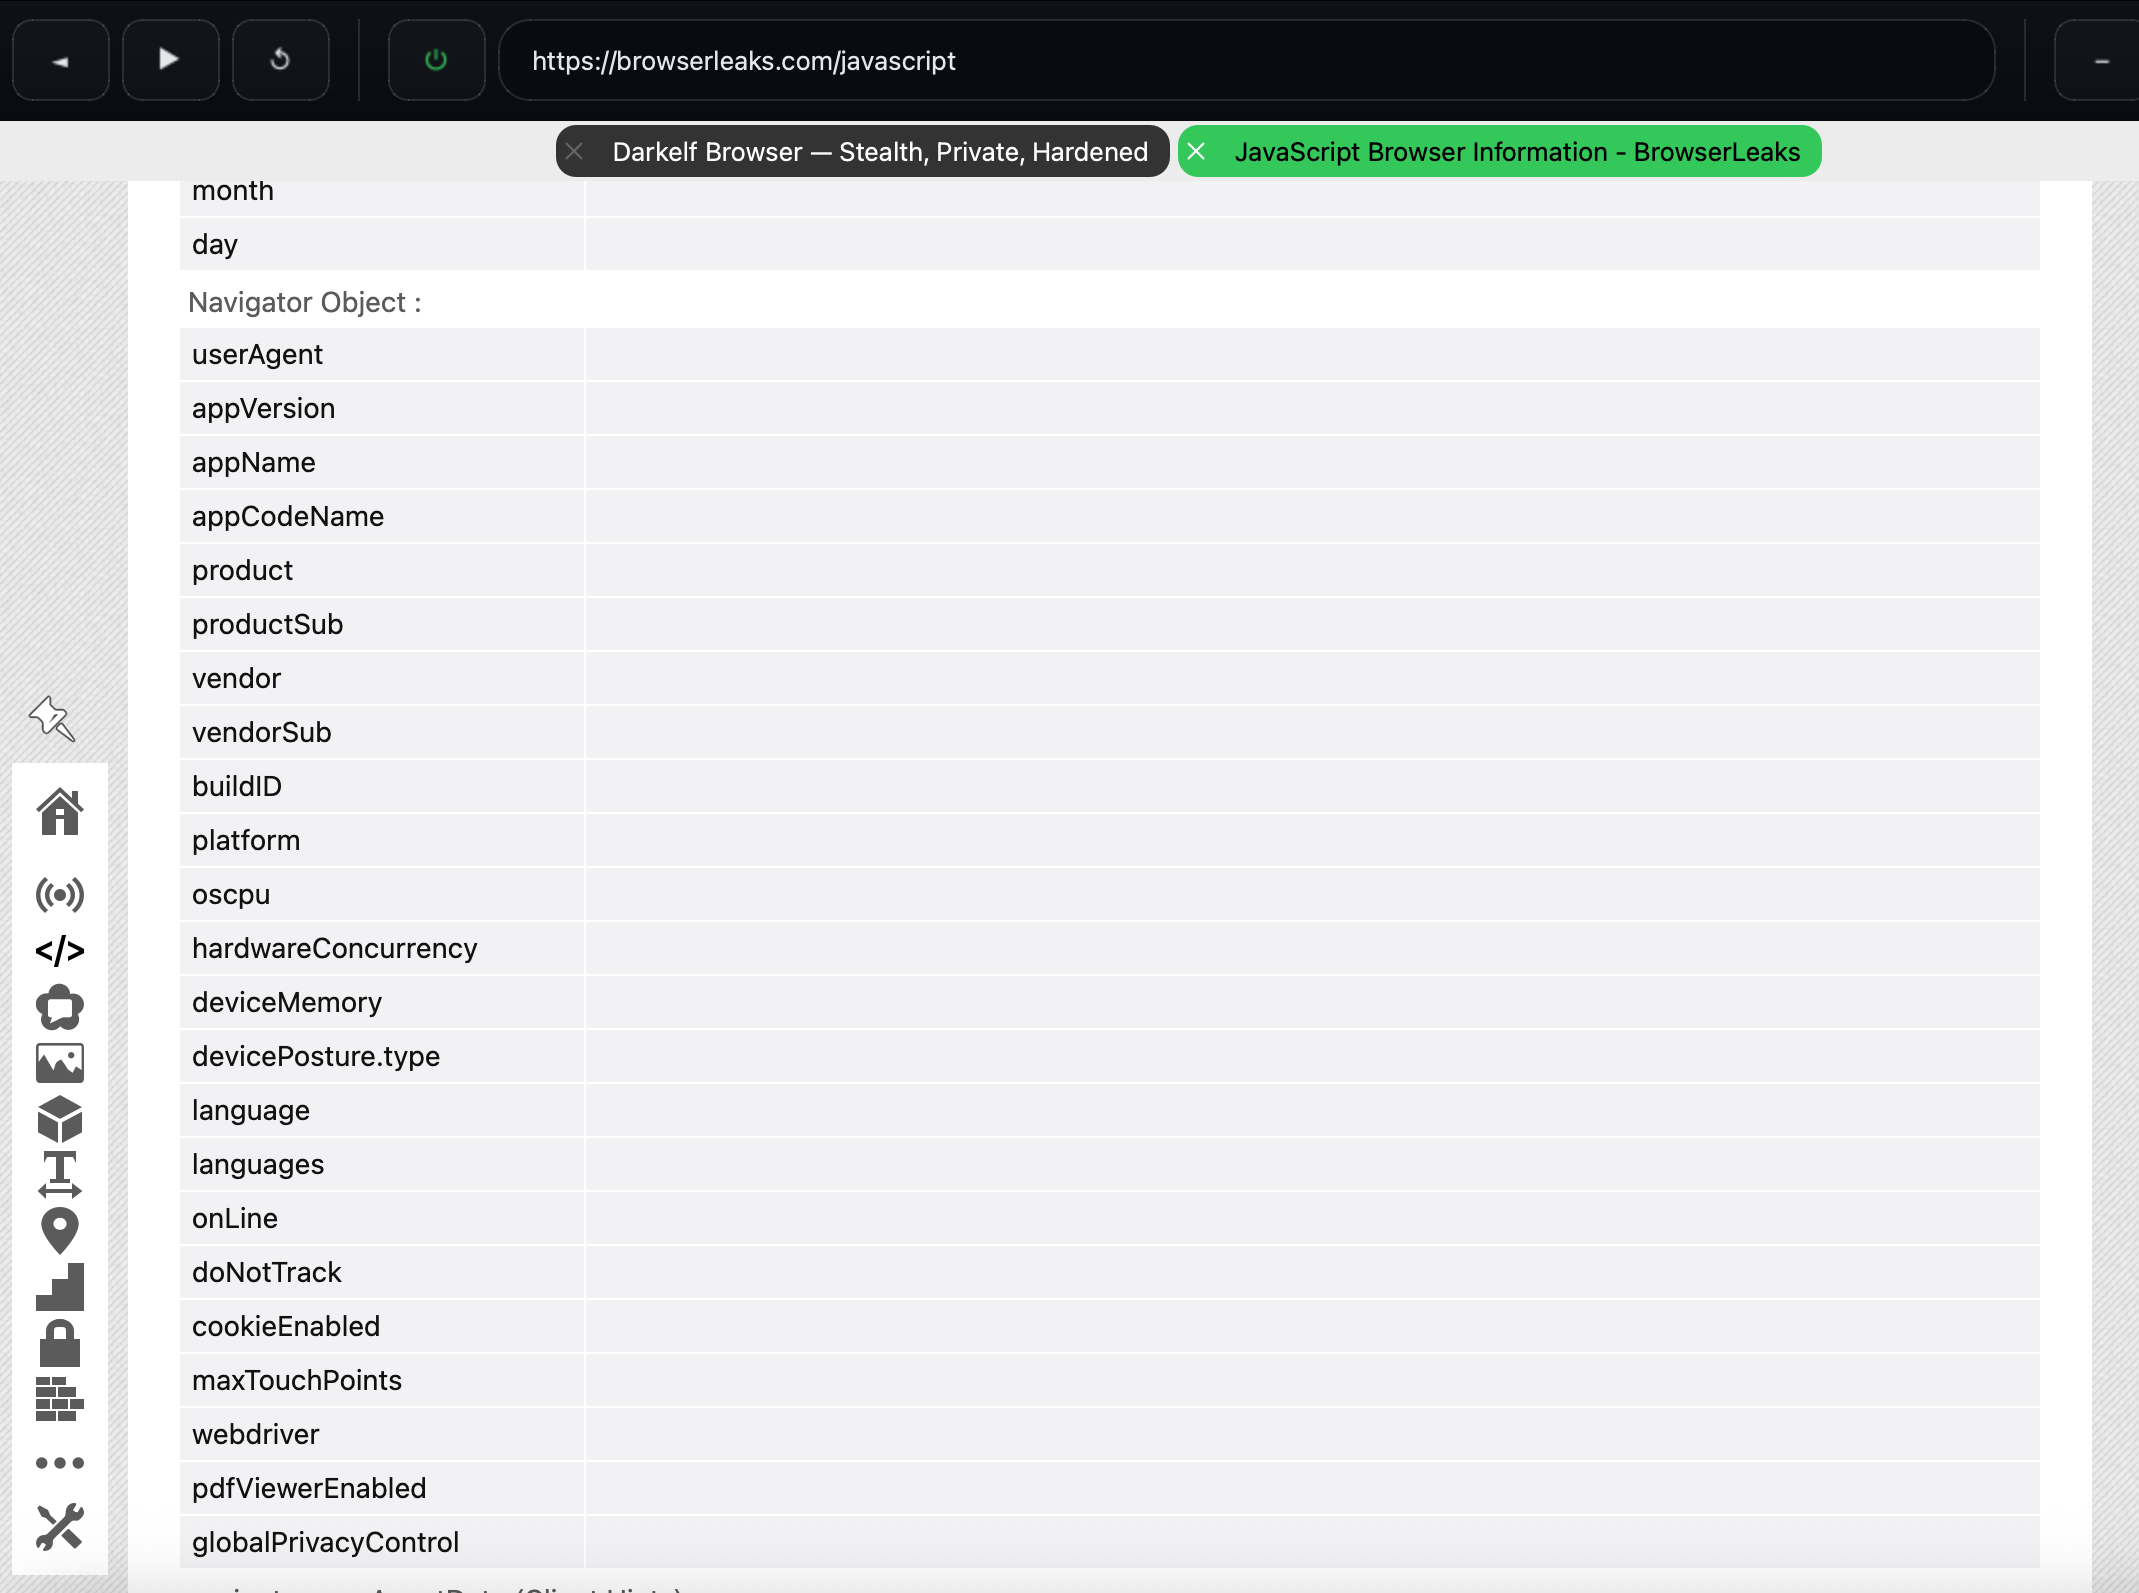 https://browserleaks.com/javascript
Darkelf Browser — Stealth, Private, Hardened
JavaScript Browser Information - BrowserLeaks
month
day
Navigator Object :
userAgent
appVersion
appName
appCodeName
product
productSub
vendor
vendorSub
buildID
platform
oscpu
hardwareConcurrency
deviceMemory
devicePosture.type
language
languages
onLine
doNotTrack
cookieEnabled
maxTouchPoints
webdriver
pdfViewerEnabled
globalPrivacyControl